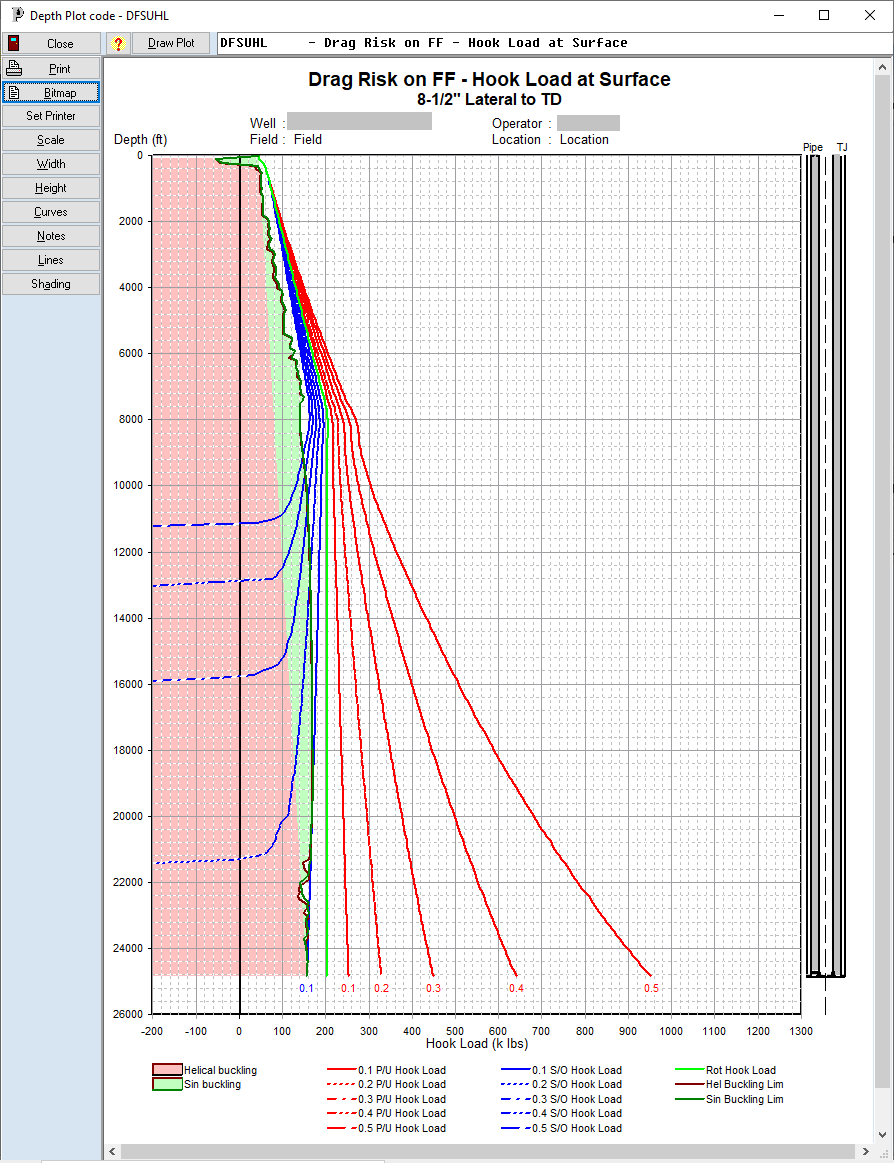 Depth Plot code - DFSUHL
Close
? Draw Plot DFSUHL - Drag Risk on FF - Hook Load at Surface
Print
Bitmap
Set Printer
Scale
Width
Height
Curves
Notes
Lines
Shading
Drag Risk on FF - Hook Load at Surface
8-1/2" Lateral to TD
Well : Operator :
Field : Field Location : Location
Depth (ft)
Pipe TJ
0
2000
4000
6000
8000
10000
12000
14000
16000
18000
20000
22000
24000
26000
0.1 0.1 0.2 0.3 0.4 0.5
-200 -100 0 100 200 300 400 500 600 700 800 900 1000 1100 1200 1300
Hook Load (k lbs)
Helical buckling 0.1 P/U Hook Load 0.1 S/O Hook Load Rot Hook Load
Sin buckling 0.2 P/U Hook Load 0.2 S/O Hook Load Hel Buckling Lim
0.3 P/U Hook Load 0.3 S/O Hook Load Sin Buckling Lim
0.4 P/U Hook Load 0.4 S/O Hook Load
0.5 P/U Hook Load 0.5 S/O Hook Load